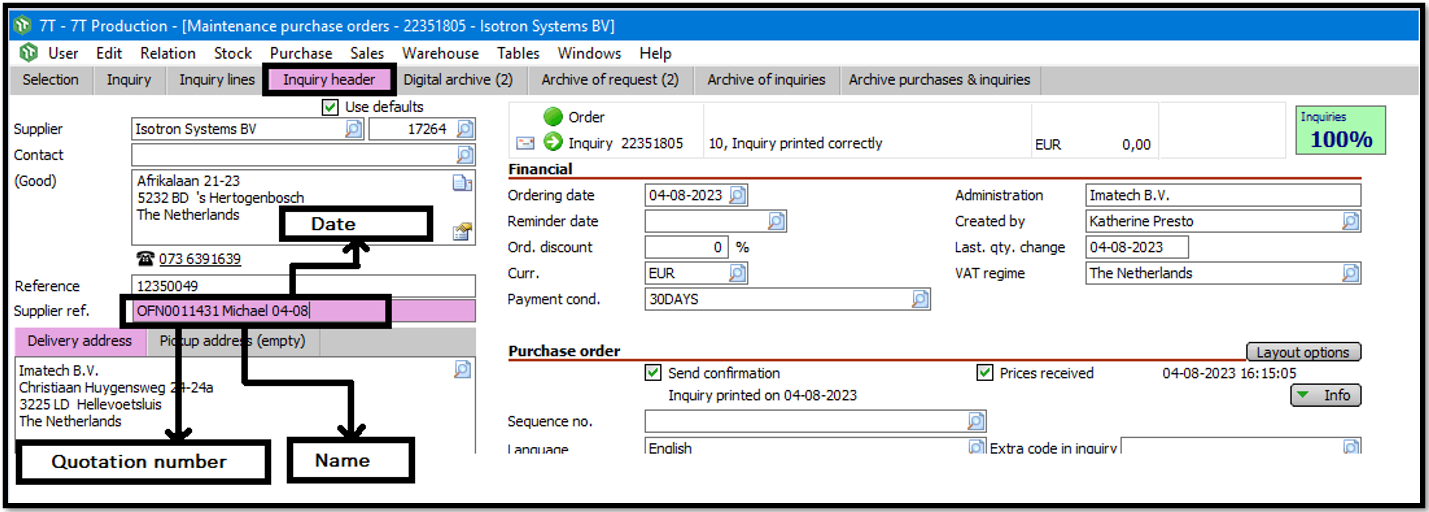 7T - 7T Production - [Maintenance purchase orders - 22351805 - Isotron Systems BV]
User Edit Relation Stock Purchase Sales Warehouse Tables Windows Help
Selection Inquiry Inquiry lines Inquiry header Digital archive (2) Archive of request (2) Archive of inquiries Archive purchases & inquiries
Use defaults
Supplier Isotron Systems BV 17264
Contact
(Good) Afrikalaan 21-23
5232 BD 's Hertogenbosch
The Netherlands
Date
073 6391639
Reference 12350049
Supplier ref. OFN0011431 Michael 04-08
Delivery address Pickup address (empty)
Imatech B.V.
Christiaan Huygensweg 24-24a
3225 LD Hellevoetsluis
The Netherlands
Quotation number
Name
Order
Inquiry 22351805 10, Inquiry printed correctly EUR 0,00
Inquiries
100%
Financial
Ordering date 04-08-2023 Administration Imatech B.V.
Reminder date Created by Katherine Presto
Ord. discount 0 % Last. qty. change 04-08-2023
Curr. EUR VAT regime The Netherlands
Payment cond. 30DAYS
Purchase order Layout options
Send confirmation Prices received 04-08-2023 16:15:05
Inquiry printed on 04-08-2023 Info
Sequence no.
Language English Extra code in inquiry